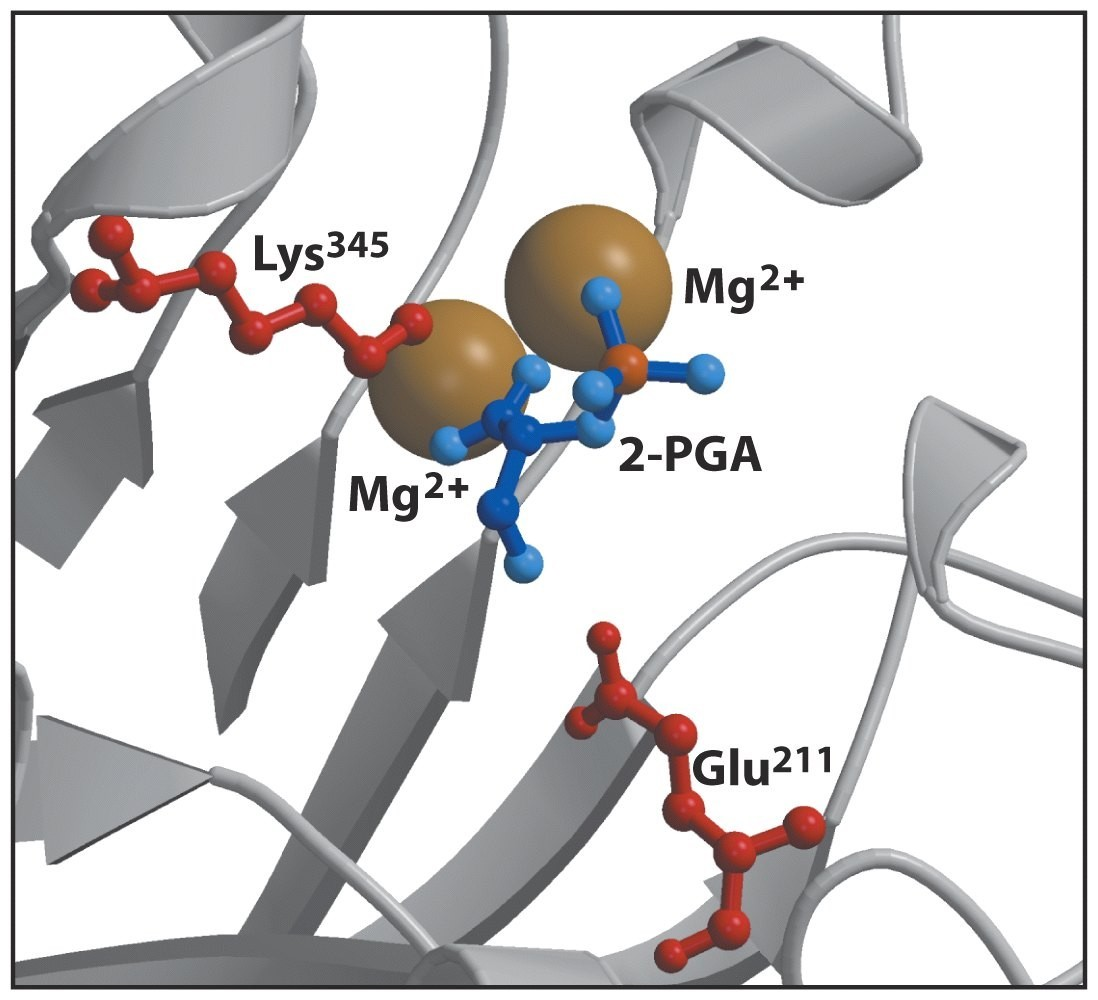 Lys³⁴⁵
Mg²⁺
2-PGA
Mg²⁺
Glu²¹¹